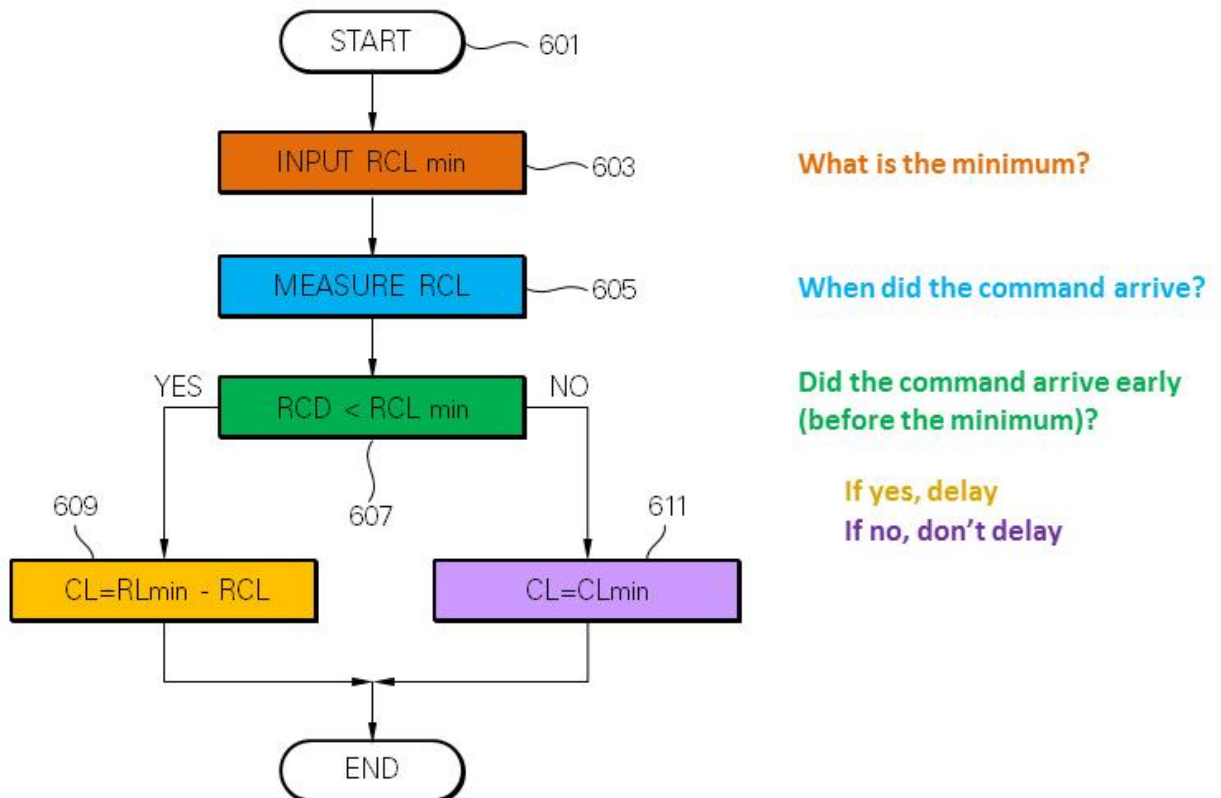 START
601
INPUT RCL min
603
What is the minimum?
MEASURE RCL
605
When did the command arrive?
YES
RCD < RCL min
NO
607
Did the command arrive early
(before the minimum)?
If yes, delay
If no, don't delay
609
CL=RLmin - RCL
611
CL=CLmin
END